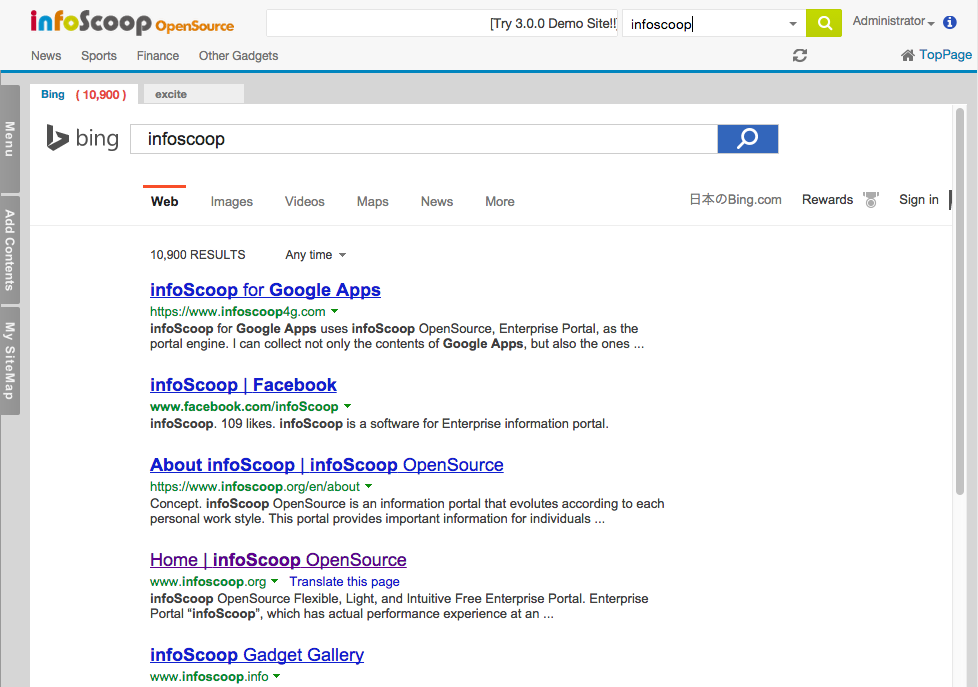 infoScoop OpenSource
[Try 3.0.0 Demo Site!!]
infoscoop
Administrator
News Sports Finance Other Gadgets
TopPage
Bing ( 10,900 ) excite
Menu
Add Contents
My SiteMap
bing
infoscoop
Web Images Videos Maps News More
日本のBing.com Rewards Sign in
10,900 RESULTS Any time
infoScoop for Google Apps
https://www.infoscoop4g.com
infoScoop for Google Apps uses infoScoop OpenSource, Enterprise Portal, as the
portal engine. I can collect not only the contents of Google Apps, but also the ones ...
infoScoop | Facebook
www.facebook.com/infoScoop
infoScoop. 109 likes. infoScoop is a software for Enterprise information portal.
About infoScoop | infoScoop OpenSource
https://www.infoscoop.org/en/about
Concept. infoScoop OpenSource is an information portal that evolutes according to each
personal work style. This portal provides important information for individuals ...
Home | infoScoop OpenSource
www.infoscoop.org Translate this page
infoScoop OpenSource Flexible, Light, and Intuitive Free Enterprise Portal. Enterprise
Portal “infoScoop”, which has actual performance experience at an ...
infoScoop Gadget Gallery
www.infoscoop.info